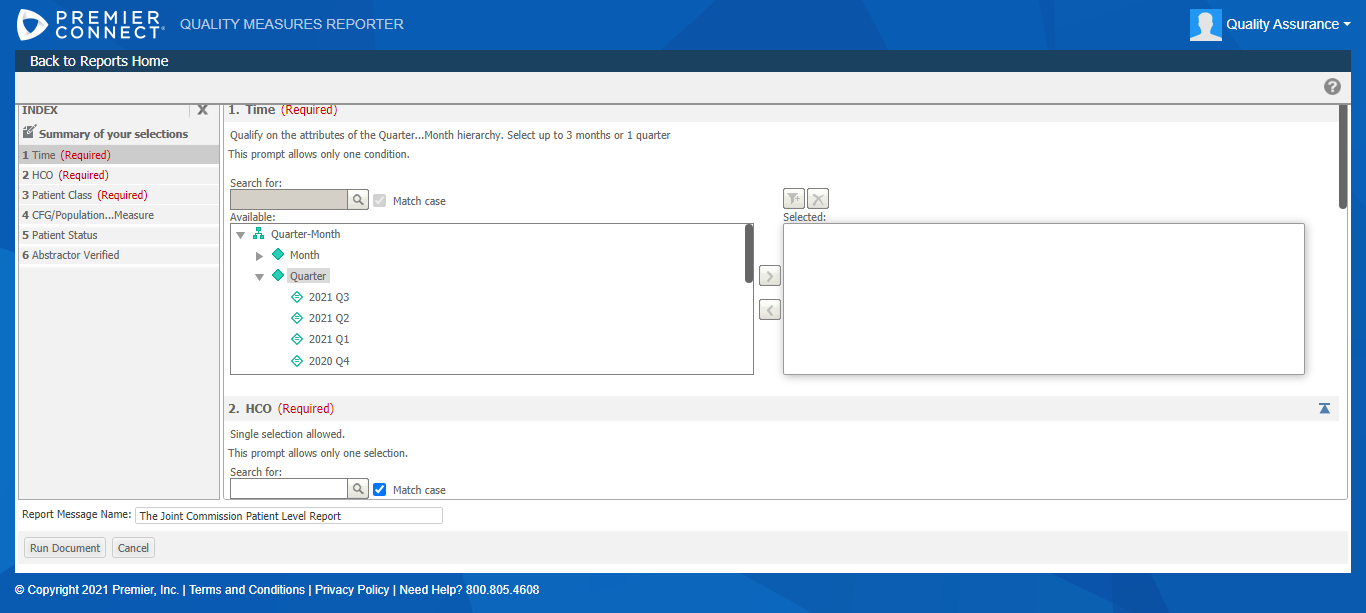 PREMIER CONNECT QUALITY MEASURES REPORTER
Quality Assurance
Back to Reports Home
INDEX
Summary of your selections
1 Time (Required)
2 HCO (Required)
3 Patient Class (Required)
4 CFG/Population...Measure
5 Patient Status
6 Abstractor Verified
1. Time (Required)
Qualify on the attributes of the Quarter...Month hierarchy. Select up to 3 months or 1 quarter
This prompt allows only one condition.
Search for:
Match case
Available:
Quarter-Month
Month
Quarter
2021 Q3
2021 Q2
2021 Q1
2020 Q4
Selected:
2. HCO (Required)
Single selection allowed.
This prompt allows only one selection.
Search for:
Match case
Report Message Name: The Joint Commission Patient Level Report
Run Document Cancel
© Copyright 2021 Premier, Inc. | Terms and Conditions | Privacy Policy | Need Help? 800.805.4608